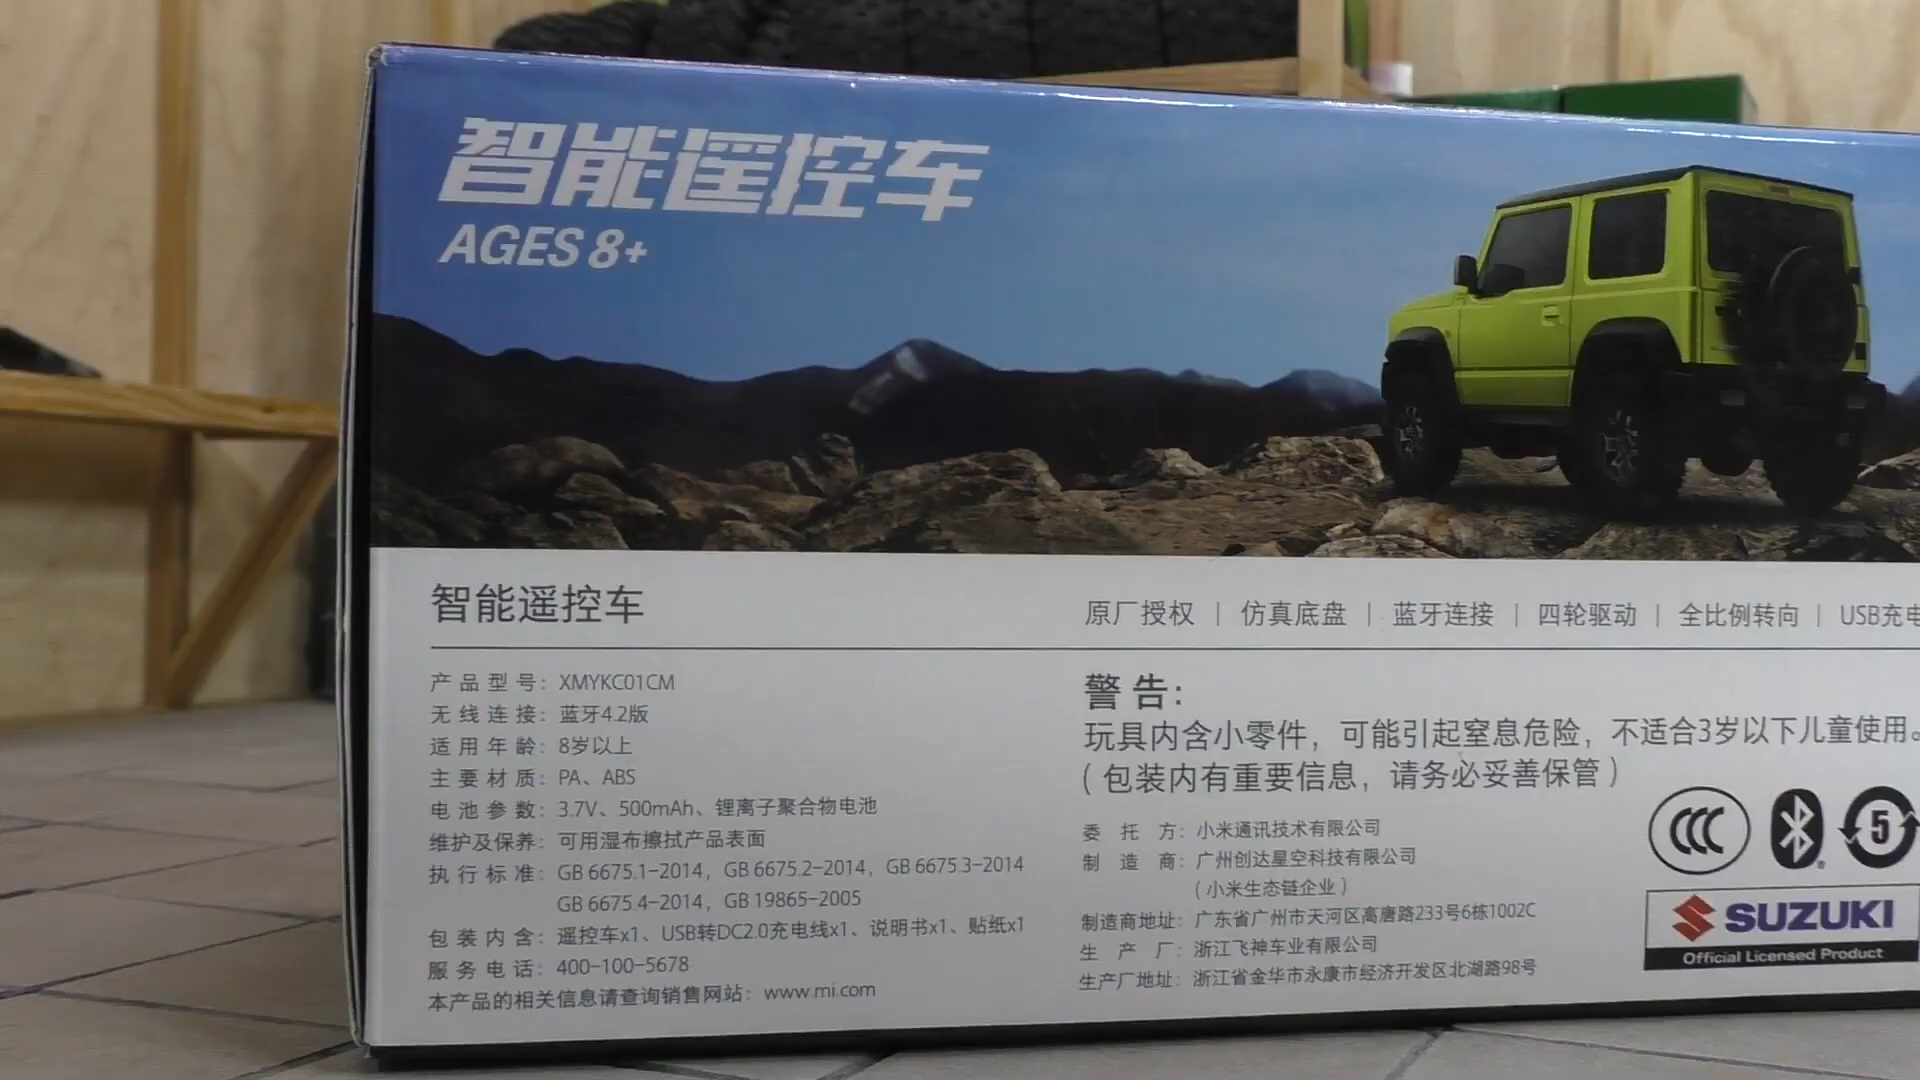 智能遥控车
AGES 8+
智能遥控车
原厂授权 | 仿真底盘 | 蓝牙连接 | 四轮驱动 | 全比例转向 | USB充电
产品型号: XMYKC01CM
无线连接: 蓝牙4.2版
适用年龄: 8岁以上
主要材质: PA、ABS
电池参数: 3.7V、500mAh、锂离子聚合物电池
维护及保养: 可用湿布擦拭产品表面
执行标准: GB 6675.1-2014, GB 6675.2-2014, GB 6675.3-2014
GB 6675.4-2014, GB 19865-2005
包装内含: 遥控车x1、USB转DC2.0充电线x1、说明书x1、贴纸x1
服务电话: 400-100-5678
本产品的相关信息请查询销售网站: www.mi.com
警告:
玩具内含小零件, 可能引起窒息危险, 不适合3岁以下儿童使用。
(包装内有重要信息, 请务必妥善保管)
委托方: 小米通讯技术有限公司
制造商: 广州创达星空科技有限公司
(小米生态链企业)
制造商地址: 广东省广州市天河区高唐路233号6栋1002C
生产厂: 浙江飞神车业有限公司
生产厂地址: 浙江省金华市永康市经济开发区北湖路98号
CCC
5
SUZUKI
Official Licensed Product